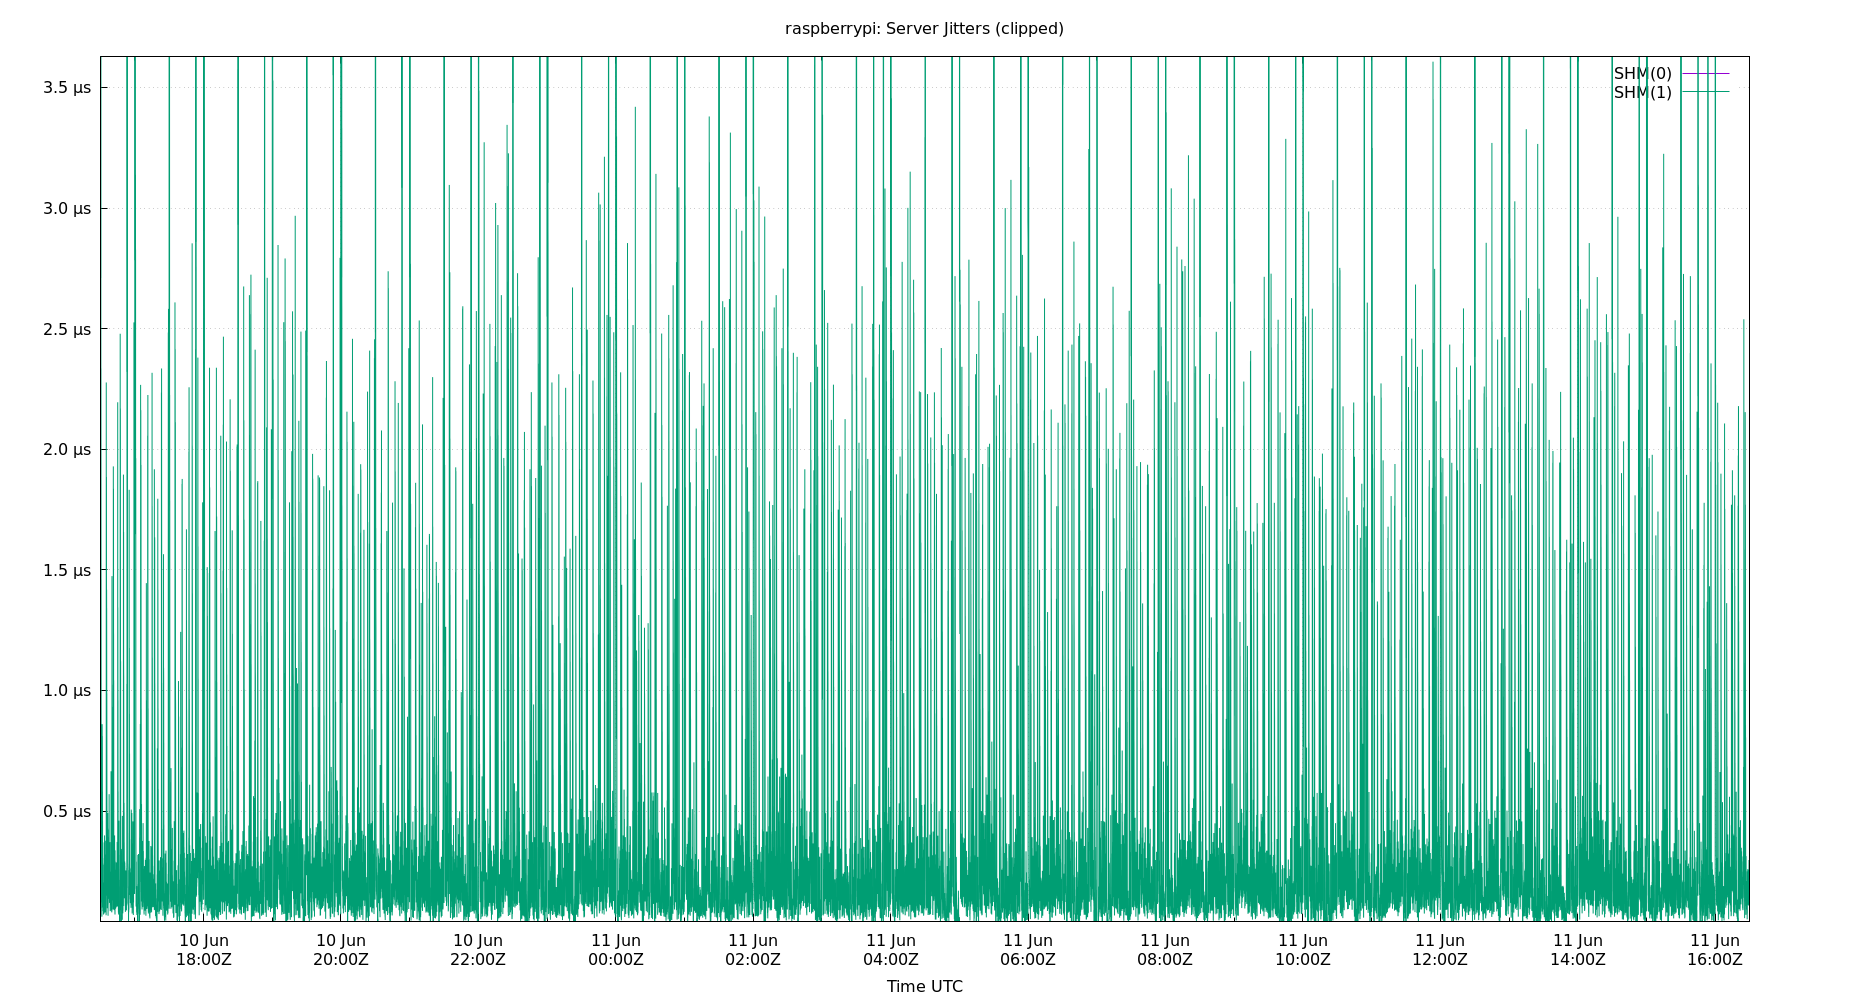 raspberrypi: Server Jitters (clipped)
SHM(0)
SHM(1)
3.5 µs
3.0 µs
2.5 µs
2.0 µs
1.5 µs
1.0 µs
0.5 µs
10 Jun 10 Jun 10 Jun 11 Jun 11 Jun 11 Jun 11 Jun 11 Jun 11 Jun 11 Jun 11 Jun 11 Jun
18:00Z 20:00Z 22:00Z 00:00Z 02:00Z 04:00Z 06:00Z 08:00Z 10:00Z 12:00Z 14:00Z 16:00Z
Time UTC